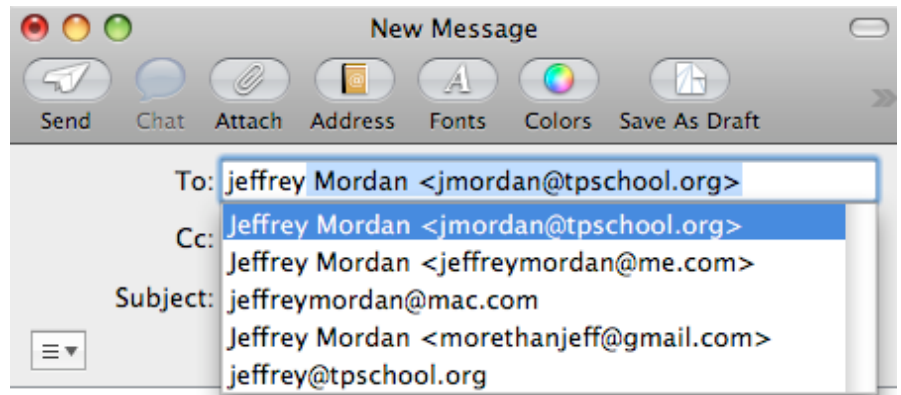 New Message
Send Chat Attach Address Fonts Colors Save As Draft
To: jeffrey Mordan <jmordan@tpschool.org>
Jeffrey Mordan <jmordan@tpschool.org>
Cc:
Jeffrey Mordan <jeffreymordan@me.com>
Subject: jeffreymordan@mac.com
Jeffrey Mordan <morethanjeff@gmail.com>
jeffrey@tpschool.org